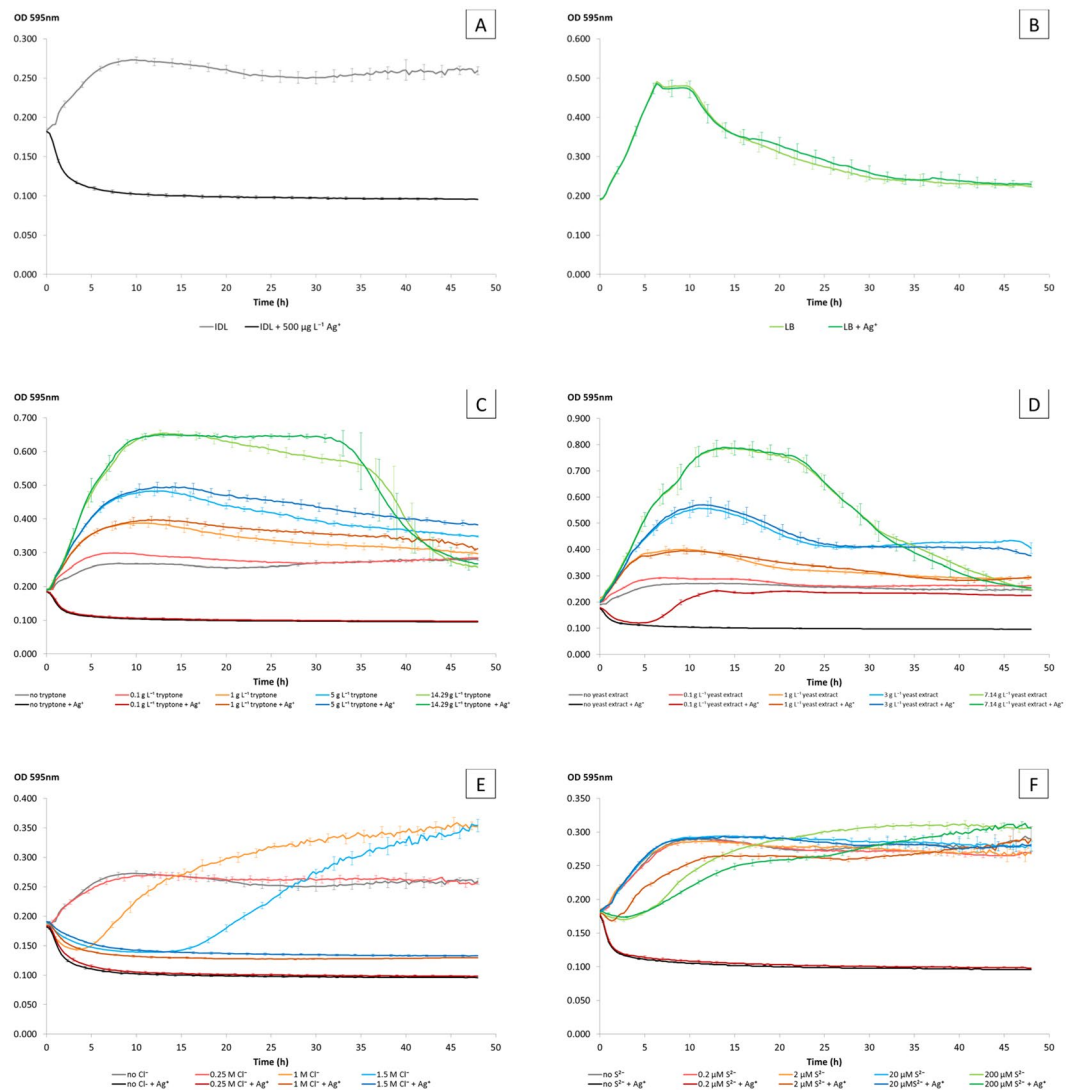 OD 595nm
A
0.300
0.250
0.200
0.150
0.100
0.050
0.000
0 5 10 15 20 25 30 35 40 45 50
Time (h)
IDL IDL + 500 µg L⁻¹ Ag⁺
OD 595nm
B
0.600
0.500
0.400
0.300
0.200
0.100
0.000
0 5 10 15 20 25 30 35 40 45 50
Time (h)
LB LB + Ag⁺
OD 595nm
C
0.700
0.600
0.500
0.400
0.300
0.200
0.100
0.000
0 5 10 15 20 25 30 35 40 45 50
Time (h)
no tryptone 0.1 g L⁻¹ tryptone 1 g L⁻¹ tryptone 5 g L⁻¹ tryptone 14.29 g L⁻¹ tryptone
no tryptone + Ag⁺ 0.1 g L⁻¹ tryptone + Ag⁺ 1 g L⁻¹ tryptone + Ag⁺ 5 g L⁻¹ tryptone + Ag⁺ 14.29 g L⁻¹ tryptone + Ag⁺
OD 595nm
D
0.900
0.800
0.700
0.600
0.500
0.400
0.300
0.200
0.100
0.000
0 5 10 15 20 25 30 35 40 45 50
Time (h)
no yeast extract 0.1 g L⁻¹ yeast extract 1 g L⁻¹ yeast extract 3 g L⁻¹ yeast extract 7.14 g L⁻¹ yeast extract
no yeast extract + Ag⁺ 0.1 g L⁻¹ yeast extract + Ag⁺ 1 g L⁻¹ yeast extract + Ag⁺ 3 g L⁻¹ yeast extract + Ag⁺ 7.14 g L⁻¹ yeast extract + Ag⁺
OD 595nm
E
0.400
0.350
0.300
0.250
0.200
0.150
0.100
0.050
0.000
0 5 10 15 20 25 30 35 40 45 50
Time (h)
no Cl⁻ 0.25 M Cl⁻ 1 M Cl⁻ 1.5 M Cl⁻
no Cl⁻ + Ag⁺ 0.25 M Cl⁻ + Ag⁺ 1 M Cl⁻ + Ag⁺ 1.5 M Cl⁻ + Ag⁺
OD 595nm
F
0.350
0.300
0.250
0.200
0.150
0.100
0.050
0.000
0 5 10 15 20 25 30 35 40 45 50
Time (h)
no S²⁻ 0.2 µM S²⁻ 2 µM S²⁻ 20 µM S²⁻ 200 µM S²⁻
no S²⁻ + Ag⁺ 0.2 µM S²⁻ + Ag⁺ 2 µM S²⁻ + Ag⁺ 20 µMS²⁻ + Ag⁺ 200 µM S²⁻ + Ag⁺